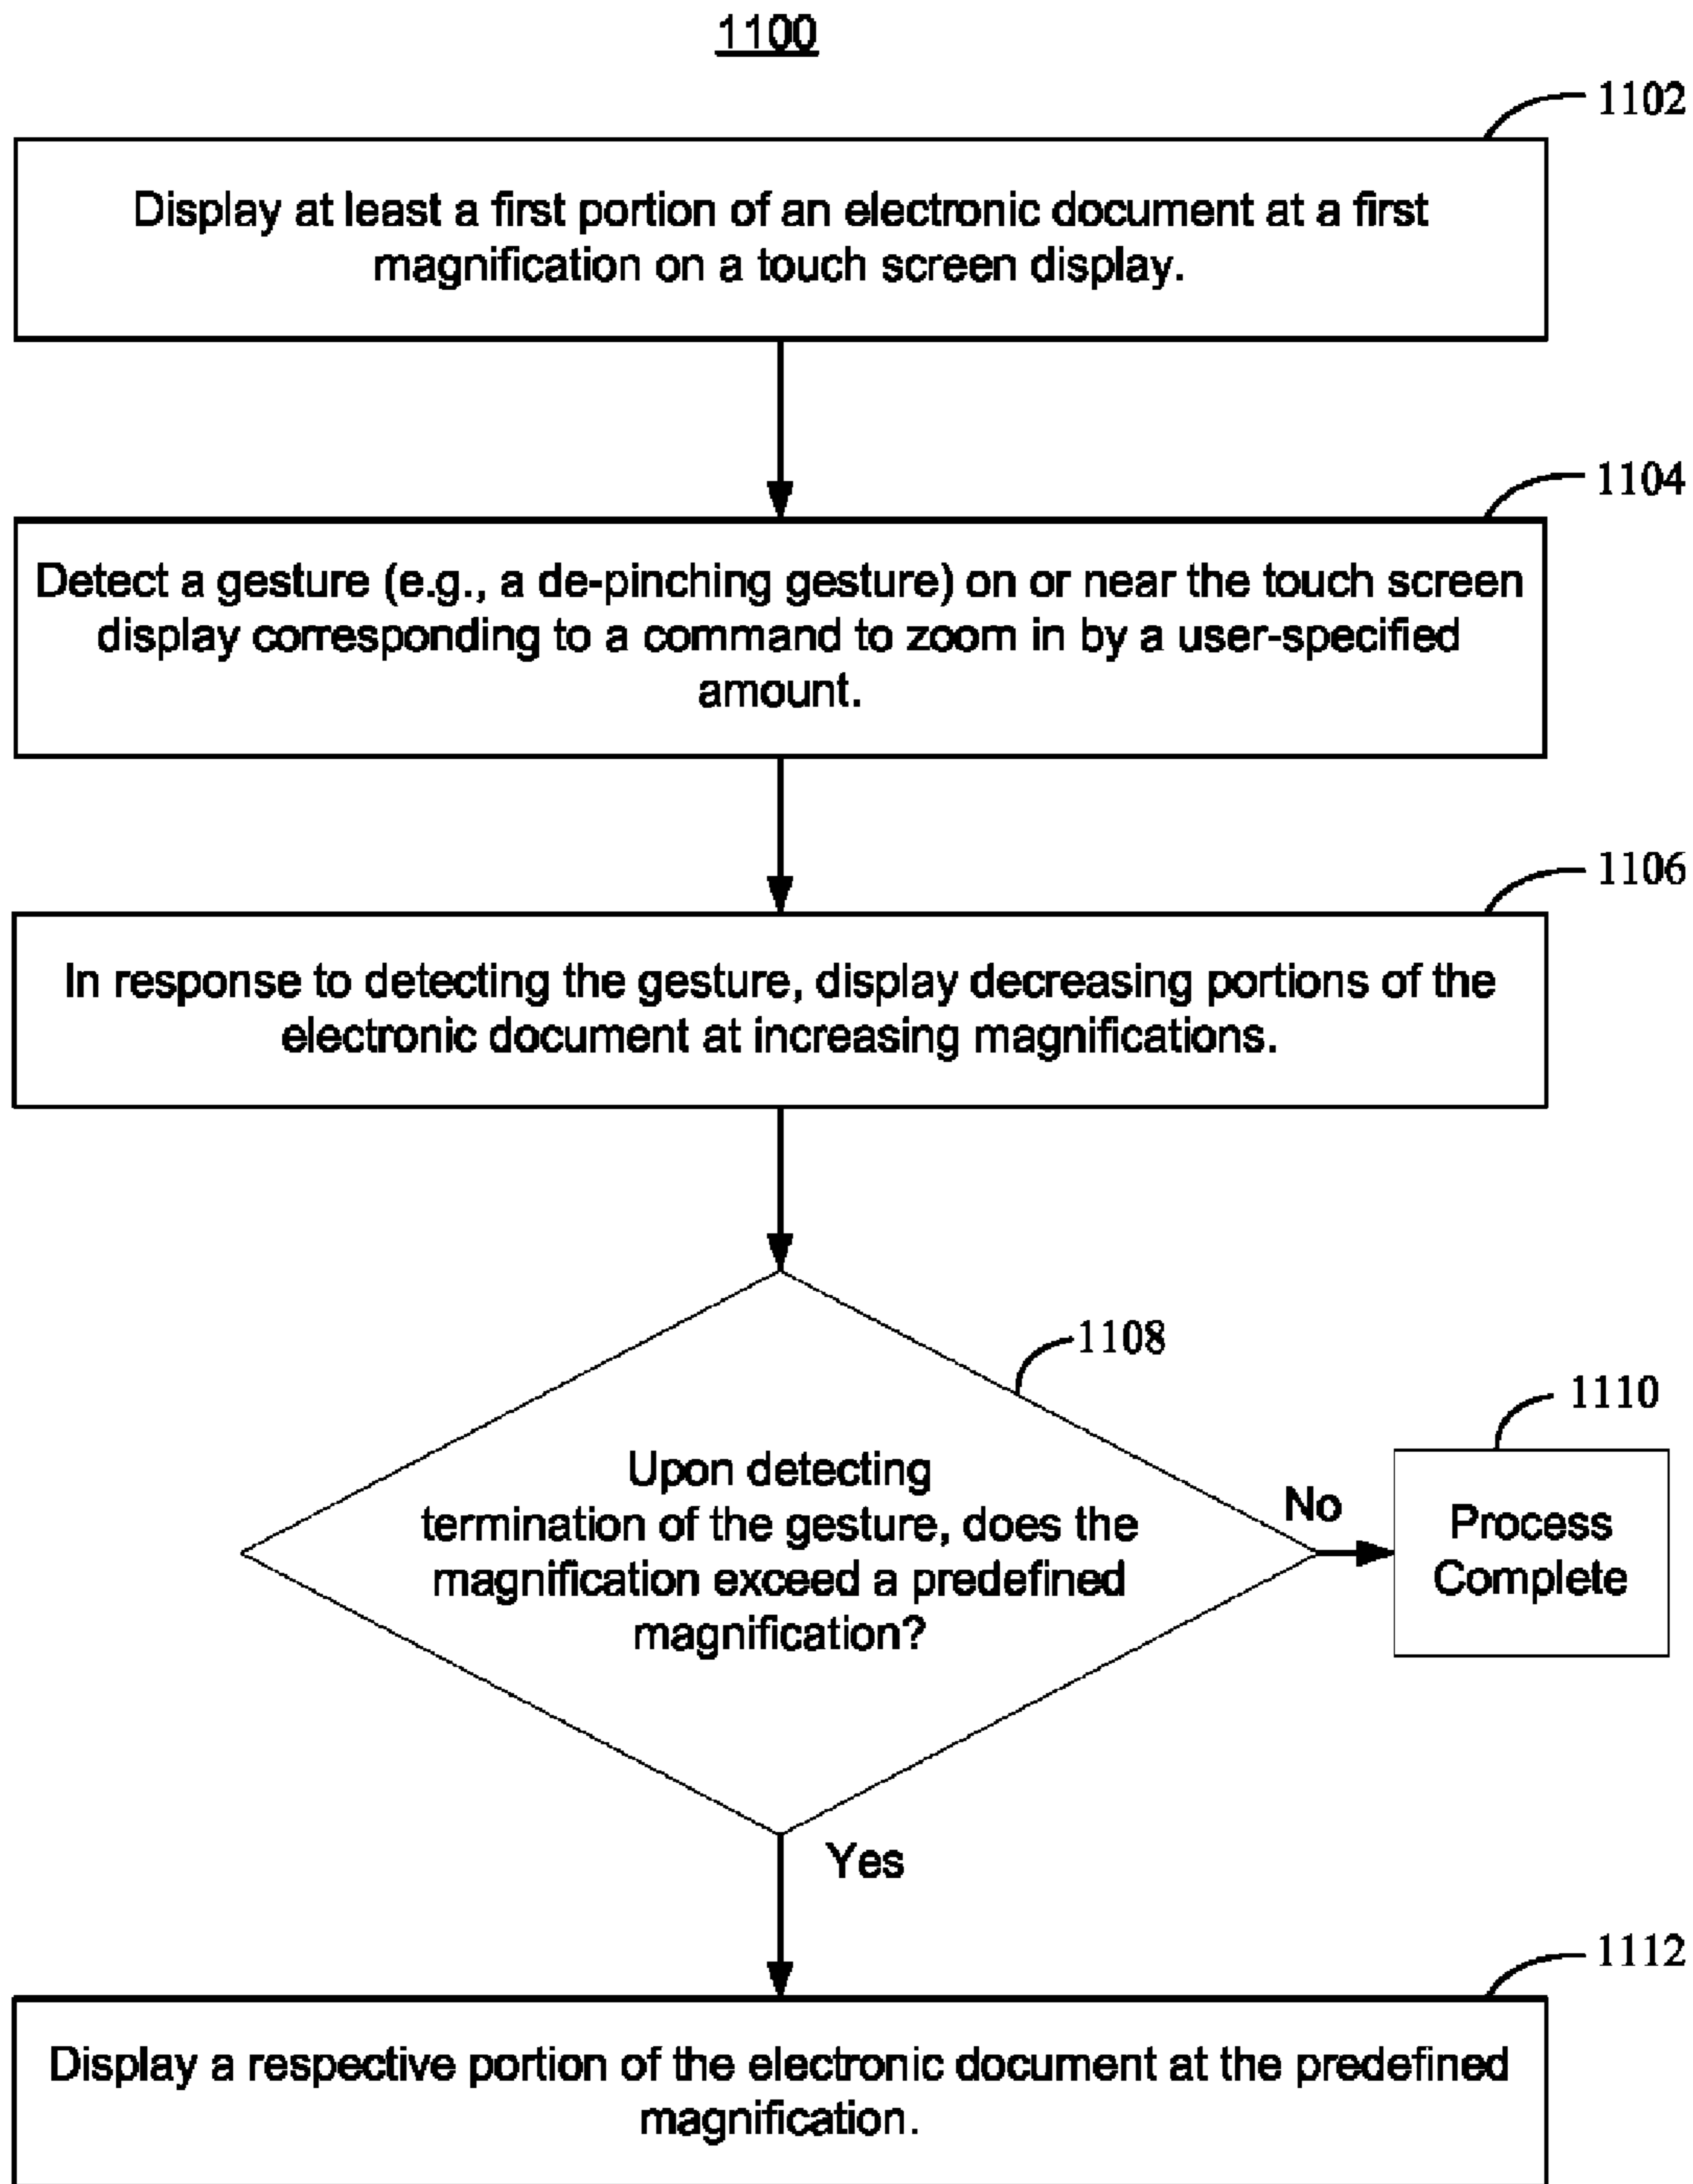 1100
1102
Display at least a first portion of an electronic document at a first
magnification on a touch screen display.
1104
Detect a gesture (e.g., a de-pinching gesture) on or near the touch screen
display corresponding to a command to zoom in by a user-specified
amount.
1106
In response to detecting the gesture, display decreasing portions of the
electronic document at increasing magnifications.
1108
Upon detecting
termination of the gesture, does the
magnification exceed a predefined
magnification?
No
1110
Process
Complete
Yes
1112
Display a respective portion of the electronic document at the predefined
magnification.